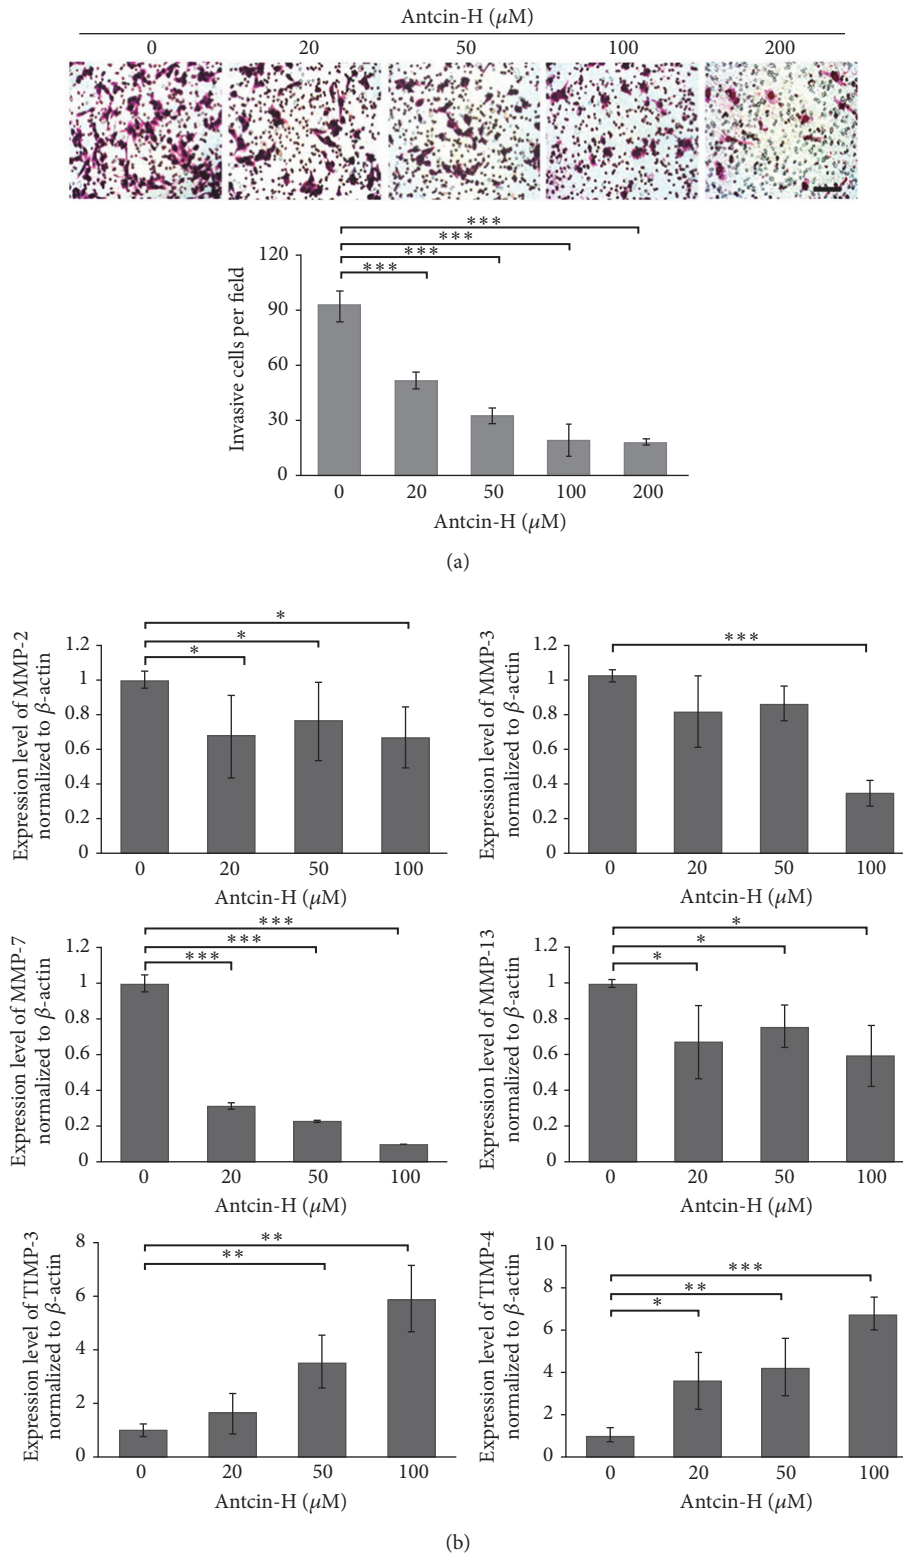 Antcin-H (μM)
0 20 50 100 200
*** 
***
***
***
120
90
60
30
0
Invasive cells per field
0 20 50 100 200
Antcin-H (μM)
(a)
*
*
*
1.2
1
0.8
0.6
0.4
0.2
0
Expression level of MMP-2
normalized to β-actin
0 20 50 100
Antcin-H (μM)
***
1.2
1
0.8
0.6
0.4
0.2
0
Expression level of MMP-3
normalized to β-actin
0 20 50 100
Antcin-H (μM)
***
***
***
1.2
1
0.8
0.6
0.4
0.2
0
Expression level of MMP-7
normalized to β-actin
0 20 50 100
Antcin-H (μM)
*
*
*
1.2
1
0.8
0.6
0.4
0.2
0
Expression level of MMP-13
normalized to β-actin
0 20 50 100
Antcin-H (μM)
**
**
8
6
4
2
0
Expression level of TIMP-3
normalized to β-actin
0 20 50 100
Antcin-H (μM)
***
**
*
10
8
6
4
2
0
Expression level of TIMP-4
normalized to β-actin
0 20 50 100
Antcin-H (μM)
(b)